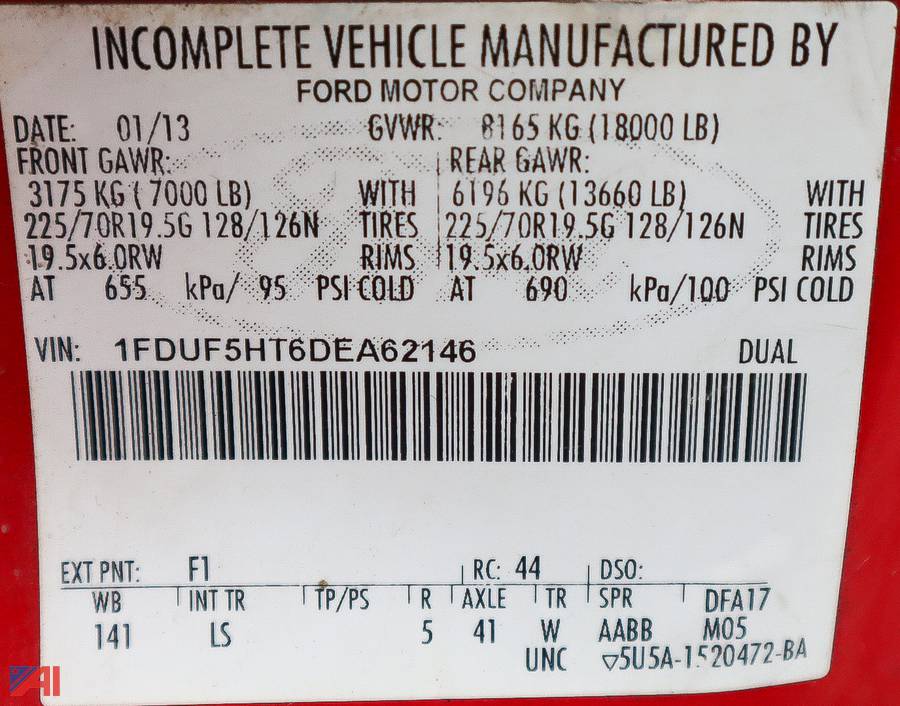 INCOMPLETE VEHICLE MANUFACTURED BY
FORD MOTOR COMPANY
DATE: 01/13 GVWR: 8165 KG (18000 LB)
FRONT GAWR: REAR GAWR:
3175 KG (7000 LB) WITH 6196 KG (13660 LB) WITH
225/70R19.5G 128/126N TIRES 225/70R19.5G 128/126N TIRES
19.5x6.0RW RIMS 19.5x6.0RW RIMS
AT 655 kPa/ 95 PSI COLD AT 690 kPa/100 PSI COLD
VIN: 1FDUF5HT6DEA62146 DUAL
EXT PNT: F1 RC: 44 DSO:
WB INT TR TP/PS R AXLE TR SPR DFA17
141 LS 5 41 W AABB M05
UNC ▽5U5A-1520472-BA
AI